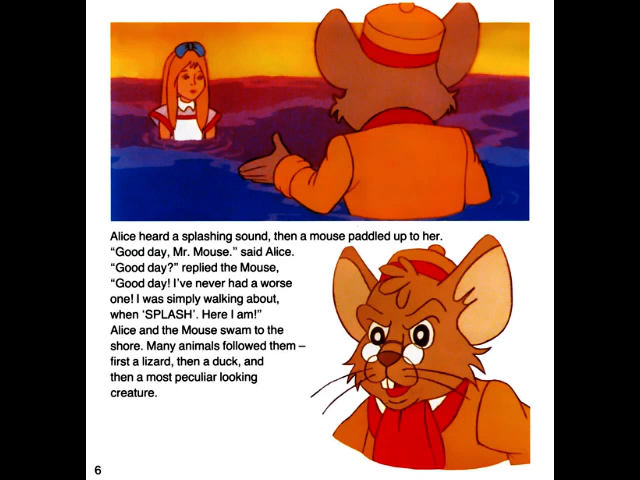 Alice heard a splashing sound, then a mouse paddled up to her.
“Good day, Mr. Mouse.” said Alice.
“Good day?” replied the Mouse,
“Good day! I’ve never had a worse
one! I was simply walking about,
when ‘SPLASH’. Here I am!”
Alice and the Mouse swam to the
shore. Many animals followed them –
first a lizard, then a duck, and
then a most peculiar looking
creature.
6